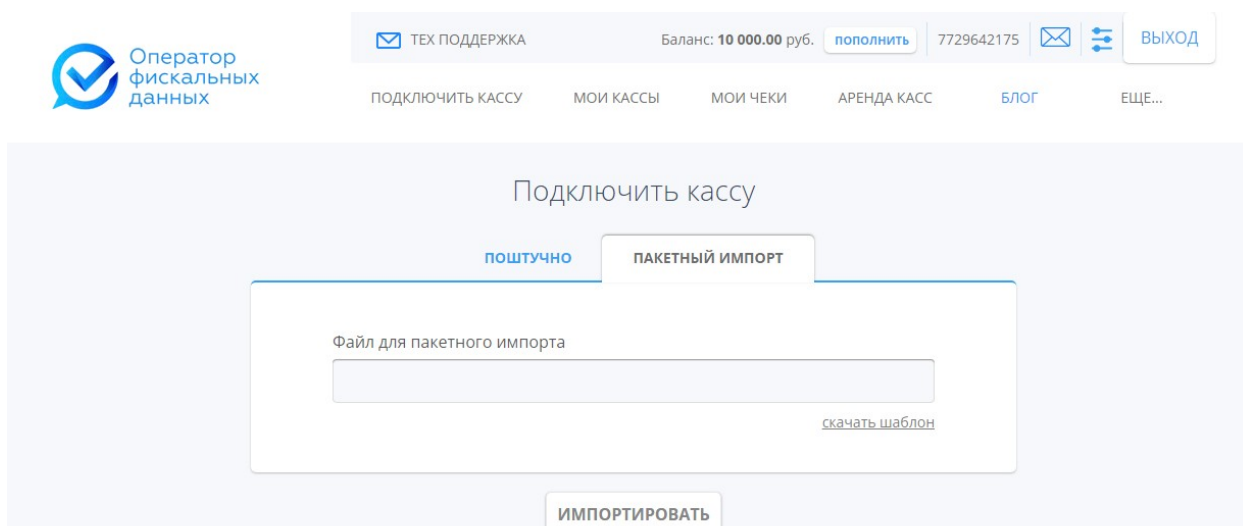 Оператор
фискальных
данных
ТЕХ ПОДДЕРЖКА
Баланс: 10 000.00 руб.
пополнить
7729642175
ВЫХОД
ПОДКЛЮЧИТЬ КАССУ
МОИ КАССЫ
МОИ ЧЕКИ
АРЕНДА КАСС
БЛОГ
ЕЩЕ...
Подключить кассу
ПОШТУЧНО
ПАКЕТНЫЙ ИМПОРТ
Файл для пакетного импорта
скачать шаблон
ИМПОРТИРОВАТЬ